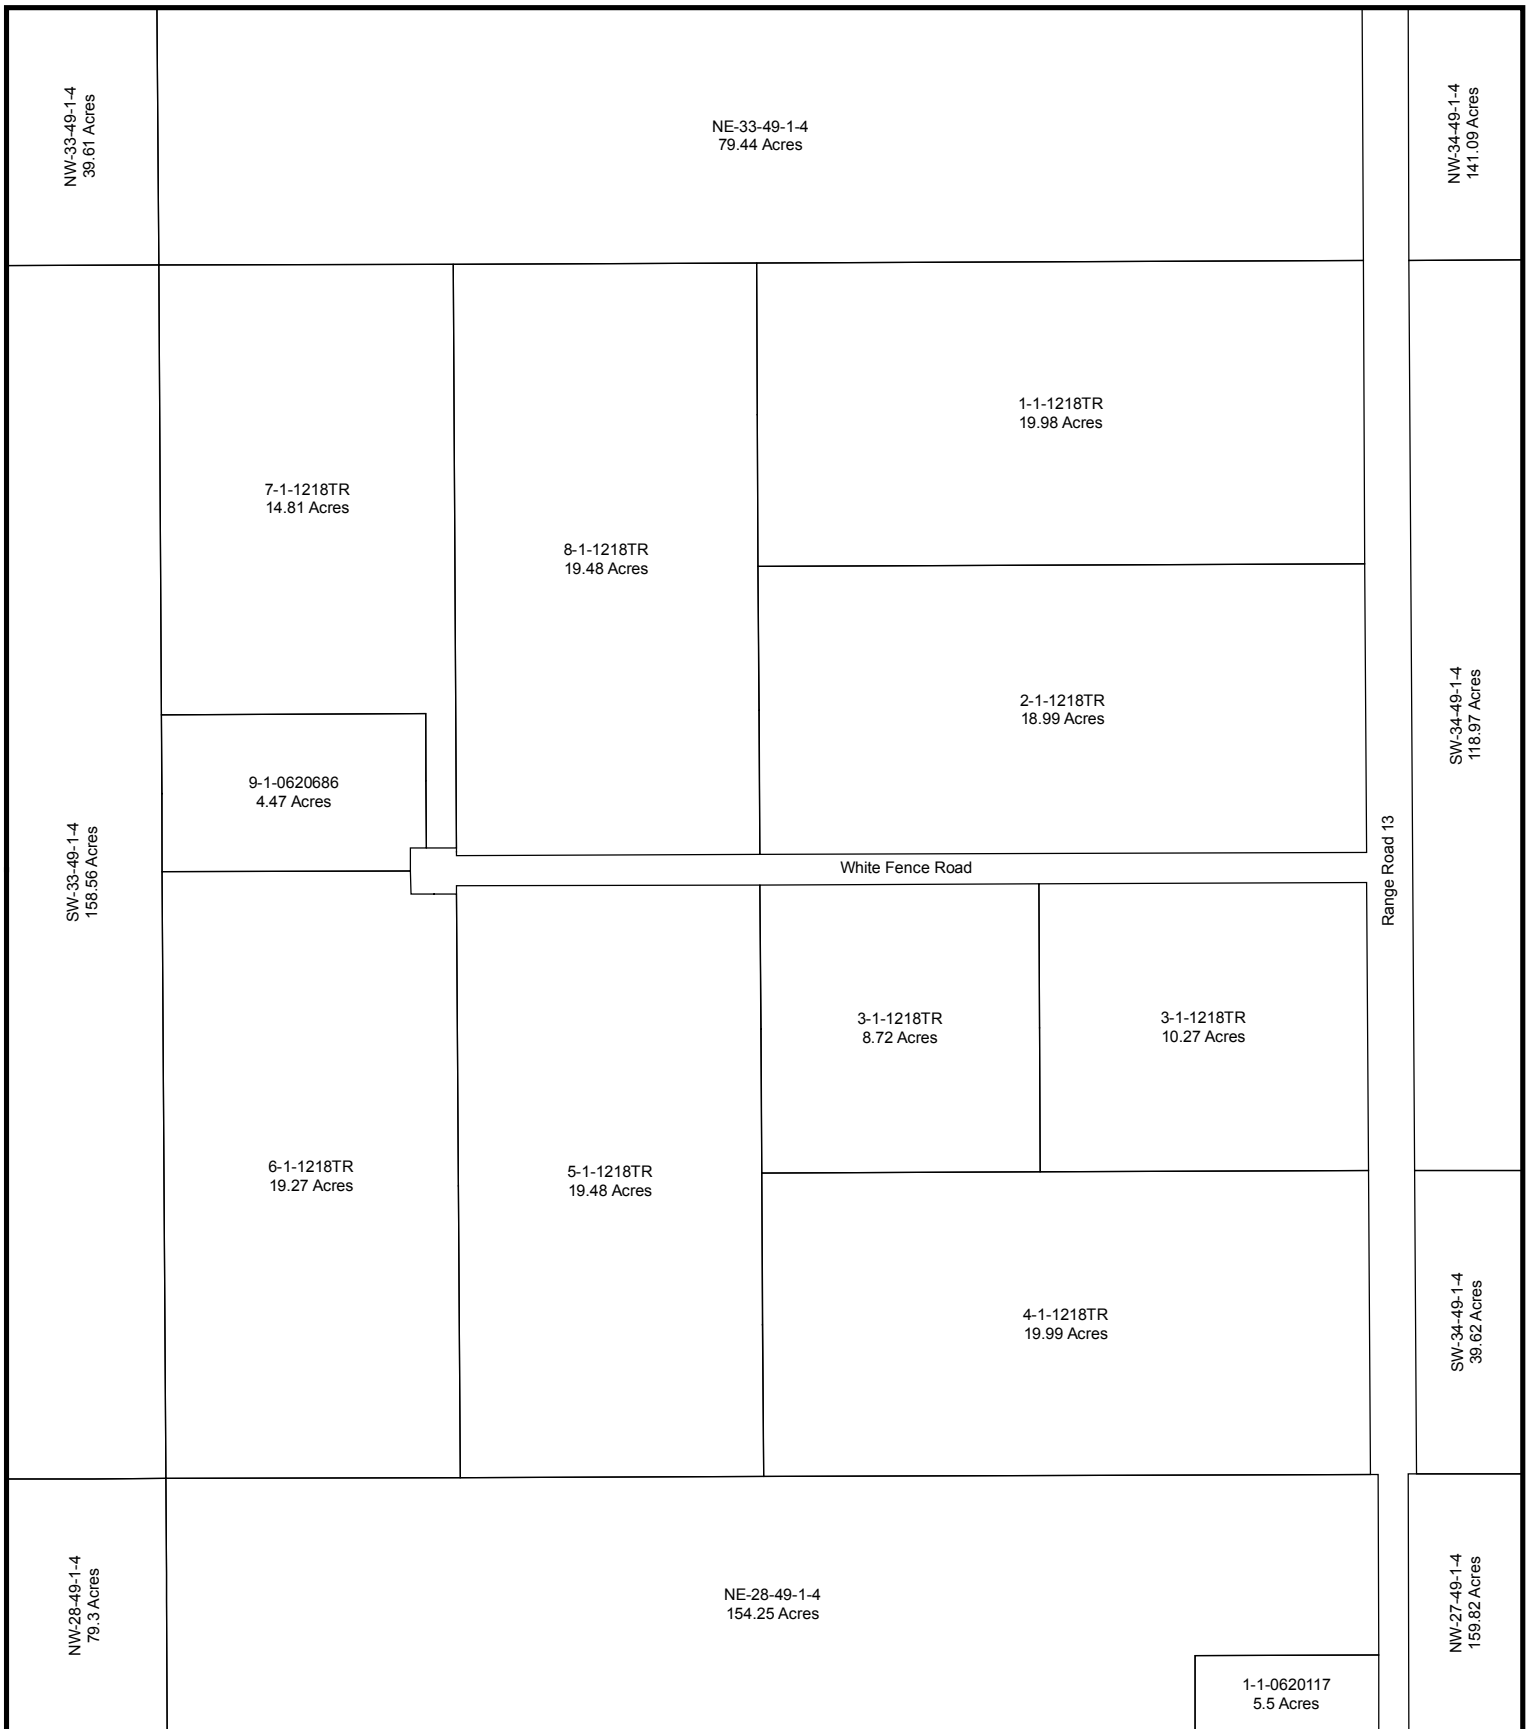 NW-33-49-1-4
39.61 Acres
NE-33-49-1-4
79.44 Acres
NW-34-49-1-4
141.09 Acres
1-1-1218TR
19.98 Acres
7-1-1218TR
14.81 Acres
8-1-1218TR
19.48 Acres
2-1-1218TR
18.99 Acres
SW-34-49-1-4
118.97 Acres
9-1-0620686
4.47 Acres
SW-33-49-1-4
158.56 Acres
White Fence Road
Range Road 13
3-1-1218TR
8.72 Acres
3-1-1218TR
10.27 Acres
6-1-1218TR
19.27 Acres
5-1-1218TR
19.48 Acres
4-1-1218TR
19.99 Acres
SW-34-49-1-4
39.62 Acres
NW-28-49-1-4
79.3 Acres
NE-28-49-1-4
154.25 Acres
NW-27-49-1-4
159.82 Acres
1-1-0620117
5.5 Acres